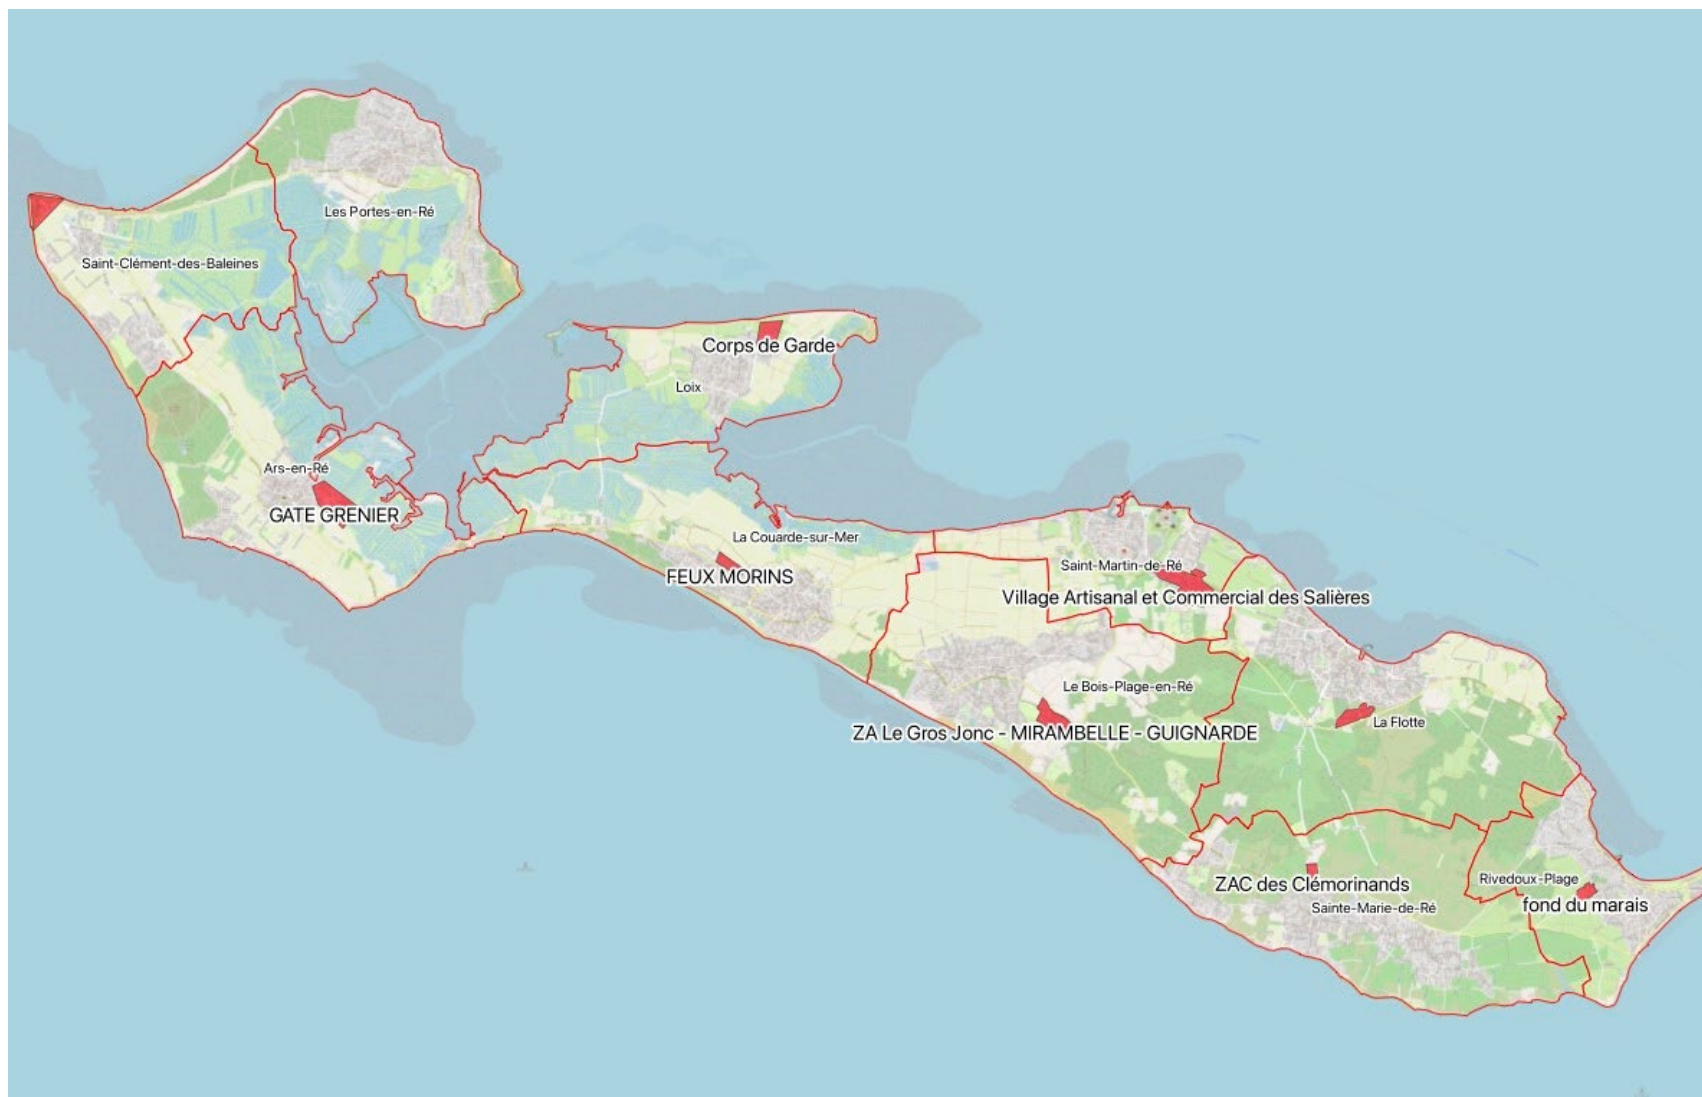 Les Portes-en-Ré
Saint-Clément-des-Baleines
Corps de Garde
Loix
Ars-en-Ré
GATE GRENIER
La Couarde-sur-Mer
FEUX MORINS
Saint-Martin-de-Ré
Village Artisanal et Commercial des Salières
Le Bois-Plage-en-Ré
ZA Le Gros Jonc - MIRAMBELLE - GUIGNARDE
La Flotte
ZAC des Clémorinands
Sainte-Marie-de-Ré
Rivedoux-Plage
fond du marais